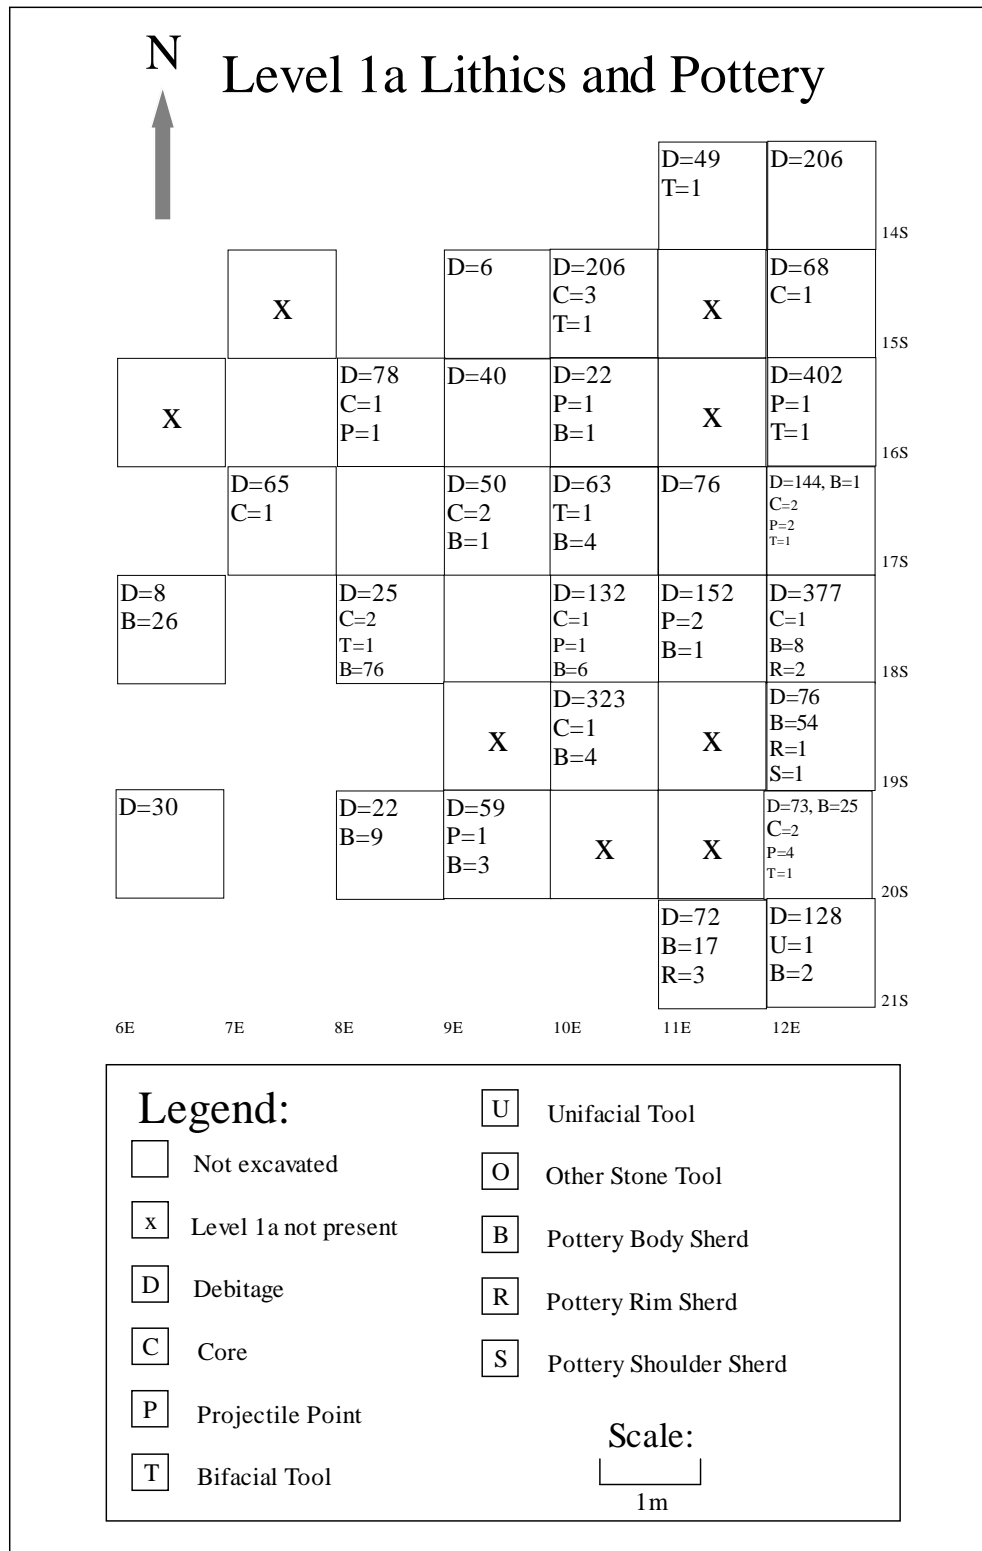 N
Level 1a Lithics and Pottery
D=49
T=1
D=206
14S
x
D=6
D=206
C=3
T=1
x
D=68
C=1
15S
x
D=78
C=1
P=1
D=40
D=22
P=1
B=1
x
D=402
P=1
T=1
16S
D=65
C=1
D=50
C=2
B=1
D=63
T=1
B=4
D=76
D=144, B=1
C=2
P=2
T=1
17S
D=8
B=26
D=25
C=2
T=1
B=76
D=132
C=1
P=1
B=6
D=152
P=2
B=1
D=377
C=1
B=8
R=2
18S
x
D=323
C=1
B=4
x
D=76
B=54
R=1
S=1
19S
D=30
D=22
B=9
D=59
P=1
B=3
x
x
D=73, B=25
C=2
P=4
T=1
20S
D=72
B=17
R=3
D=128
U=1
B=2
21S
6E 7E 8E 9E 10E 11E 12E
Legend:
Not excavated
x Level 1a not present
D Debitage
C Core
P Projectile Point
T Bifacial Tool
U Unifacial Tool
O Other Stone Tool
B Pottery Body Sherd
R Pottery Rim Sherd
S Pottery Shoulder Sherd
Scale:
1m